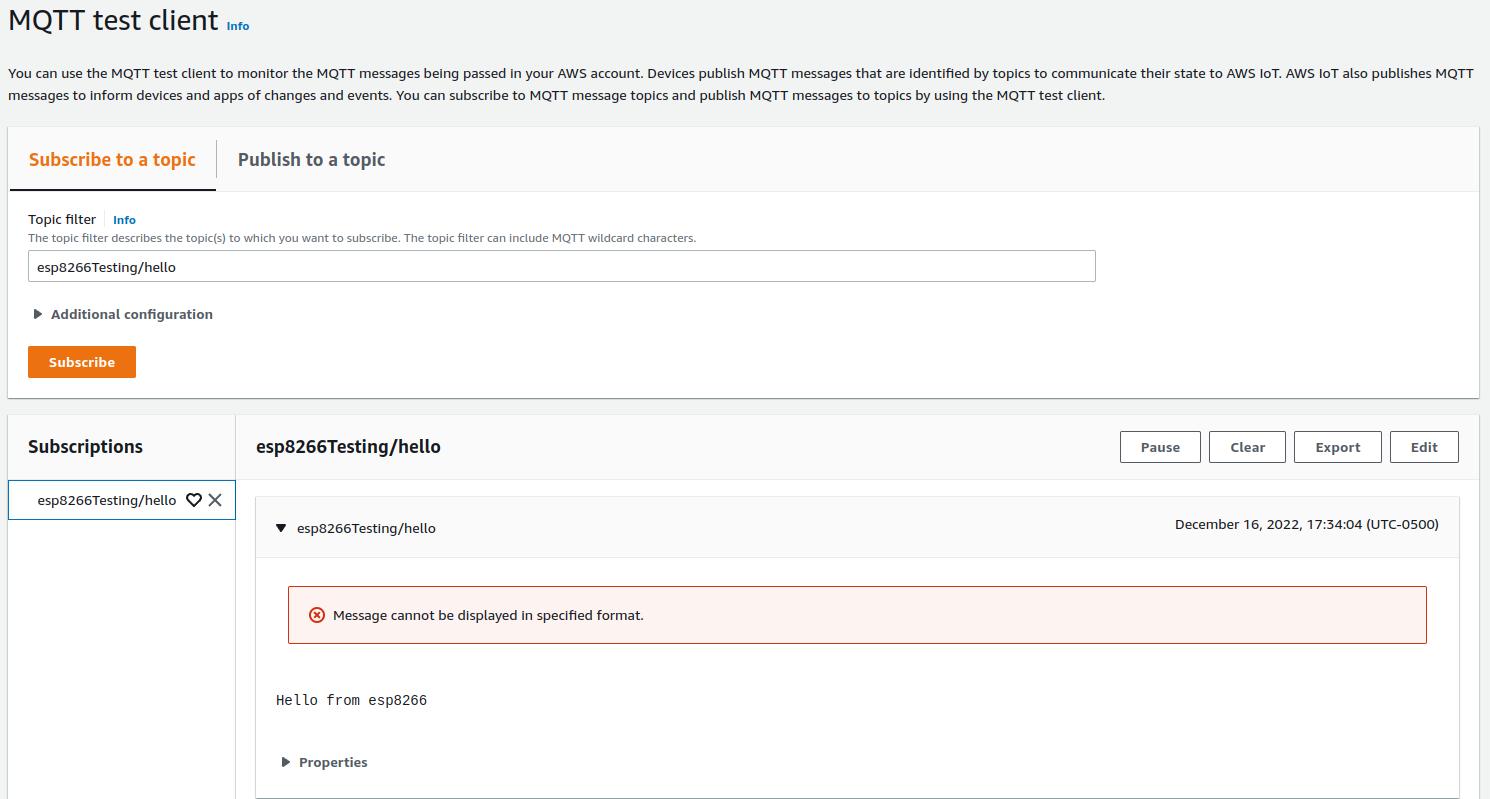 MQTT test client Info
You can use the MQTT test client to monitor the MQTT messages being passed in your AWS account. Devices publish MQTT messages that are identified by topics to communicate their state to AWS IoT. AWS IoT also publishes MQTT
messages to inform devices and apps of changes and events. You can subscribe to MQTT message topics and publish MQTT messages to topics by using the MQTT test client.
Subscribe to a topic Publish to a topic
Topic filter Info
The topic filter describes the topic(s) to which you want to subscribe. The topic filter can include MQTT wildcard characters.
esp8266Testing/hello
Additional configuration
Subscribe
Subscriptions
esp8266Testing/hello
esp8266Testing/hello Pause Clear Export Edit
esp8266Testing/hello December 16, 2022, 17:34:04 (UTC-0500)
Message cannot be displayed in specified format.
Hello from esp8266
Properties